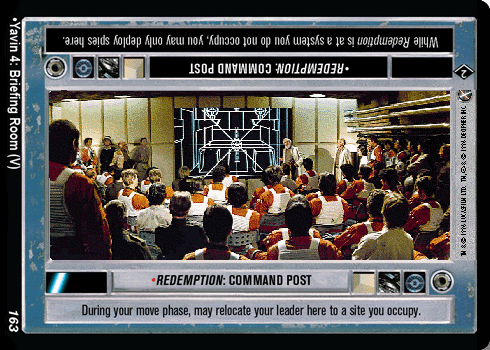 While Redemption is at a system you do not occupy, you may only deploy spies here.
•REDEMPTION: COMMAND POST
•Yavin 4: Briefing Room (V)
2
•REDEMPTION: COMMAND POST
During your move phase, may relocate your leader here to a site you occupy.
163